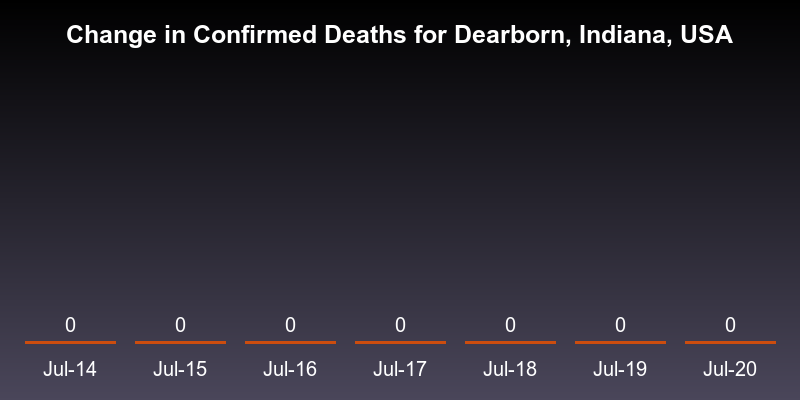 Change in Confirmed Deaths for Dearborn, Indiana, USA
0 0 0 0 0 0 0
Jul-14 Jul-15 Jul-16 Jul-17 Jul-18 Jul-19 Jul-20